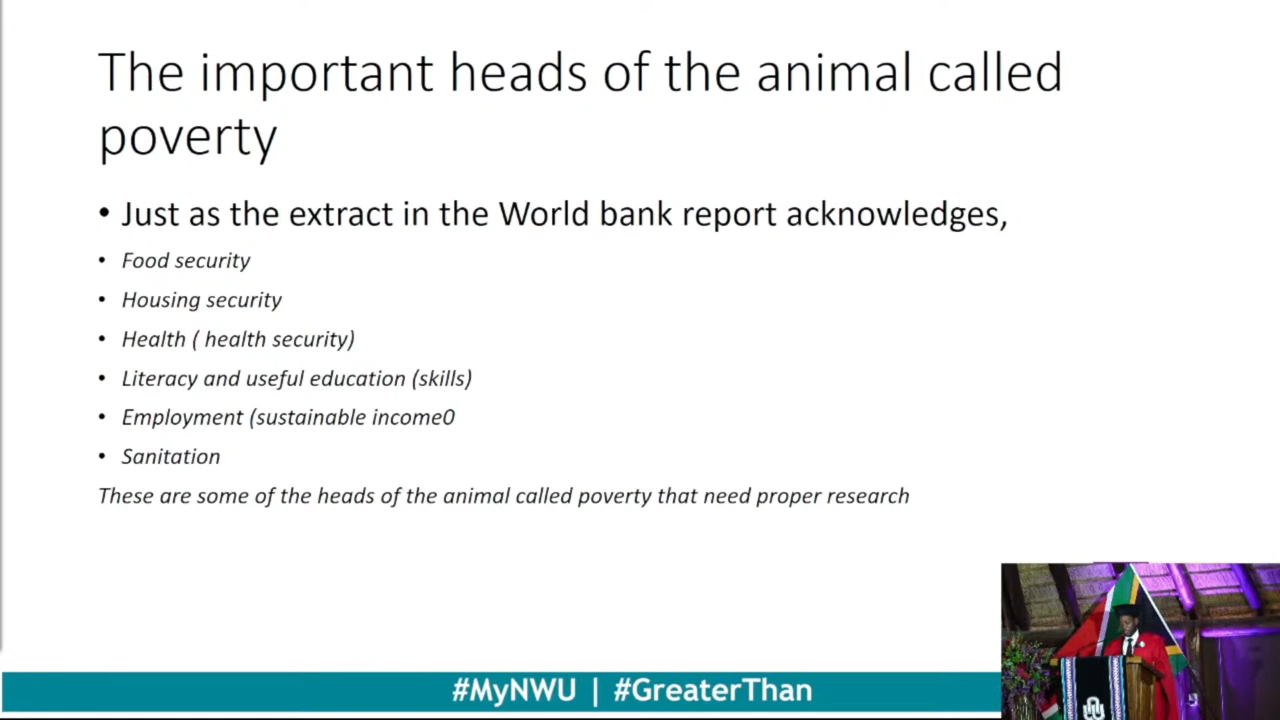 The important heads of the animal called
poverty
• Just as the extract in the World bank report acknowledges,
• Food security
• Housing security
• Health ( health security)
• Literacy and useful education (skills)
• Employment (sustainable income0
• Sanitation
These are some of the heads of the animal called poverty that need proper research
#MyNWU | #GreaterThan